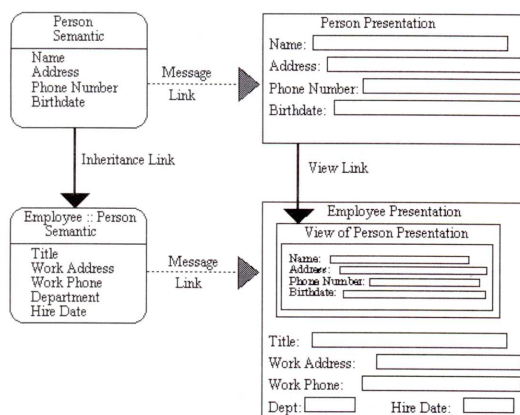 Person
Semantic
Name
Address
Phone Number
Birthdate
Message
Link
Person Presentation
Name:
Address:
Phone Number:
Birthdate:
Inheritance Link
View Link
Employee :: Person
Semantic
Title
Work Address
Work Phone
Department
Hire Date
Message
Link
Employee Presentation
View of Person Presentation
Name:
Address:
Phone Number:
Birthdate:
Title:
Work Address:
Work Phone:
Dept: Hire Date: